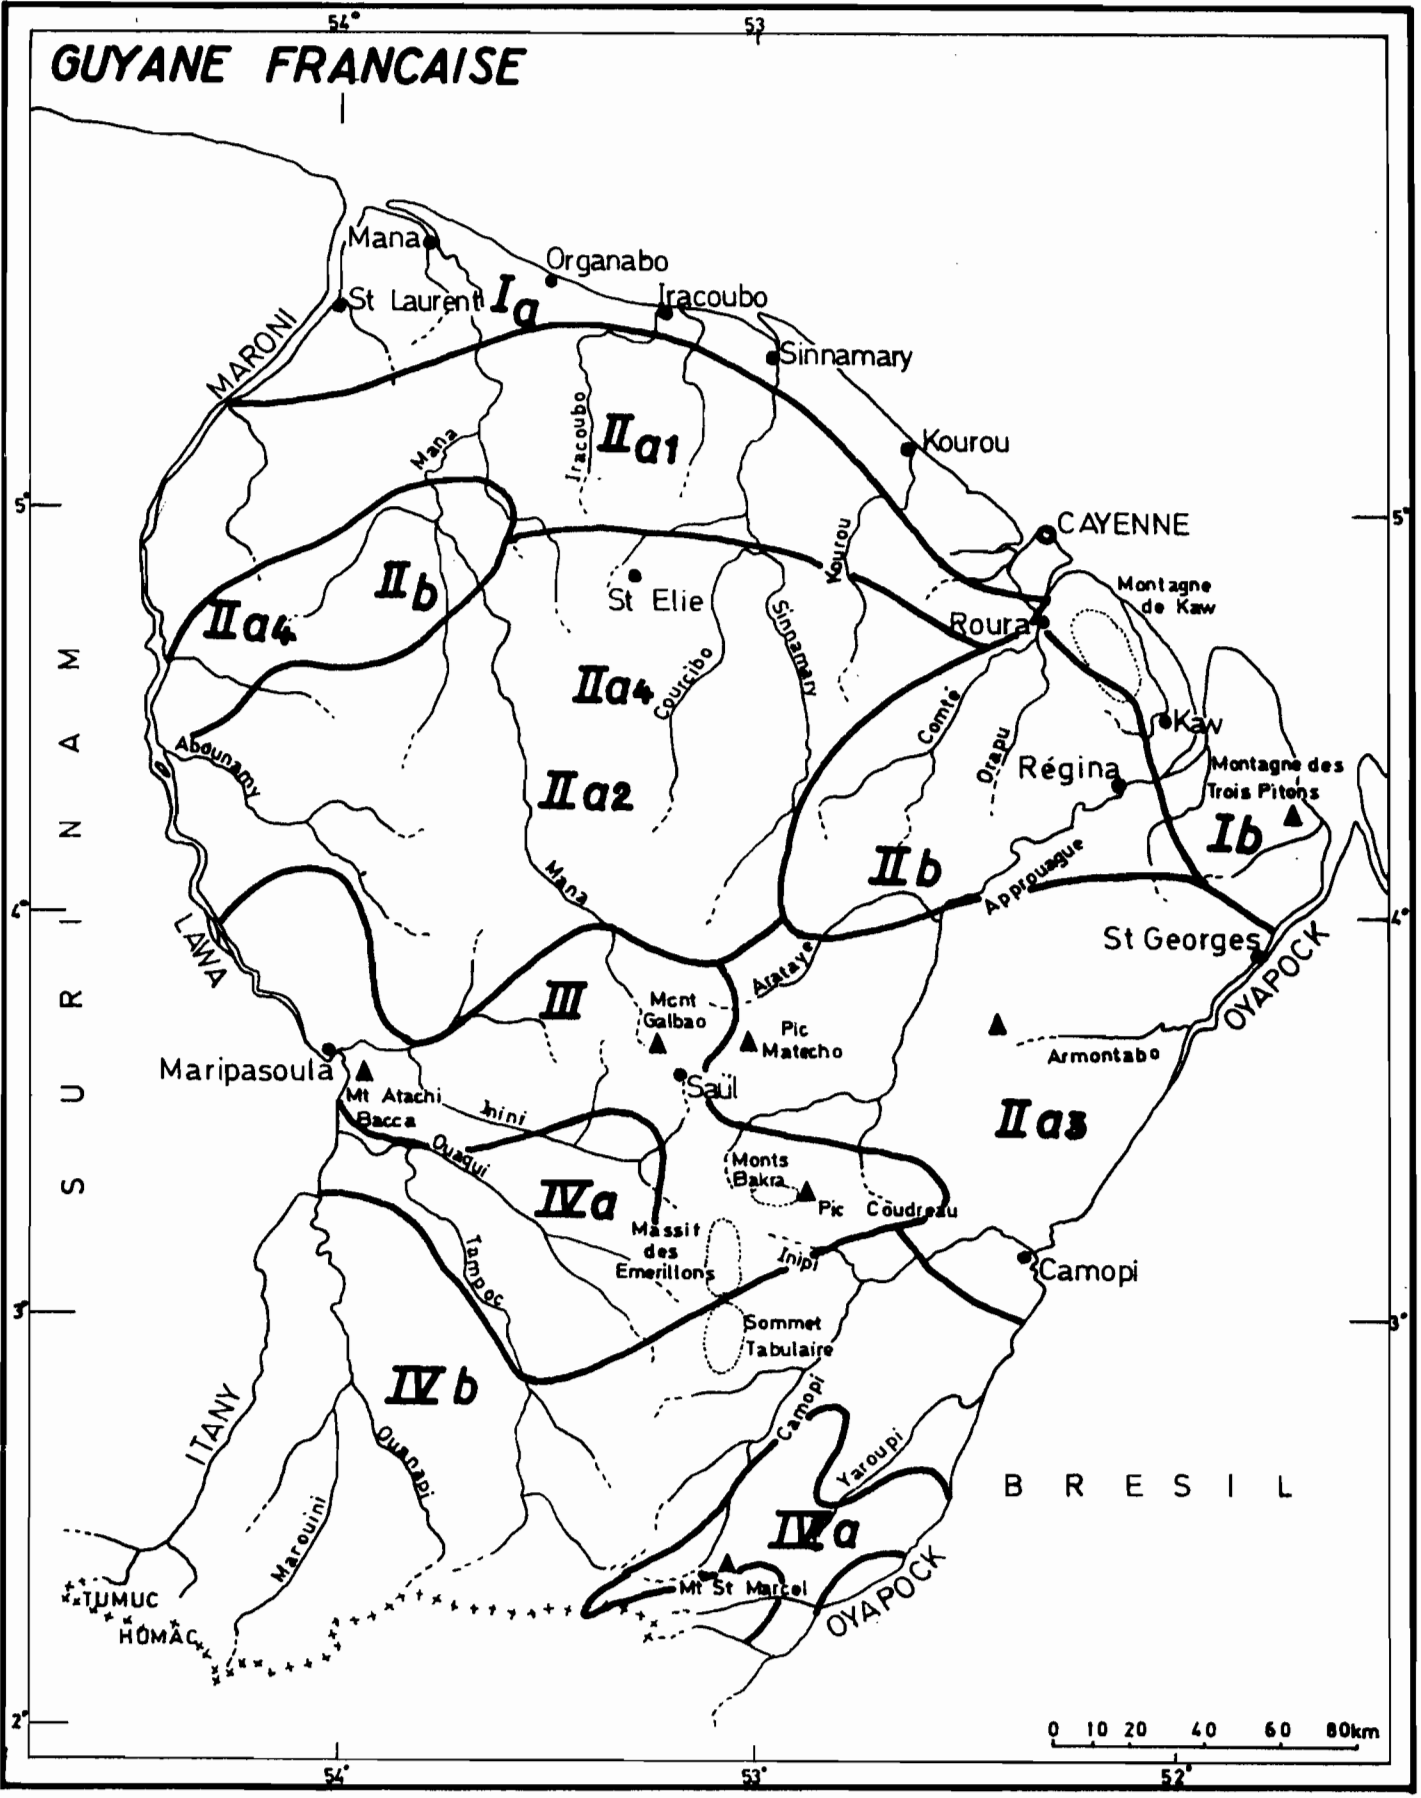 54°
53
GUYANE FRANCAISE
Mana
Organabo
St Laurent
Ia
Iracoubo
MARONI
Sinnamary
IIa1
Iracoubo
Mana
Kourou
5°
5°
CAYENNE
Kourou
IIb
St Elie
Montagne
de Kaw
IIa4
Roura
Sinnamary
Courcibo
IIa4
Comté
Kaw
Orapu
Abounamy
Régina
Montagne des
Trois Pitons
IIa2
Ib
IIb
Mana
Approuague
4°
4°
LAWA
St Georges
OYAPOCK
Arataye
III
Mcnt
Galbao
Pic
Matecho
Armontabo
Maripasoula
Saül
Mt Atachi
Bacca
Inini
IIa3
Ouaqui
Monts
Bakra
IVa
Pic Coudreau
Massif
des
Emerillons
Inipi
Tampoc
Camopi
3°
3°
Sommet
Tabulaire
IVb
Camopi
ITANY
Ouanapi
Yaroupi
SURINAM
BRESIL
Marouini
IVa
Mt St Marcel
OYAPOCK
TUMUC
HUMAC
2°
0 10 20 40 60 80km
54°
53°
52°